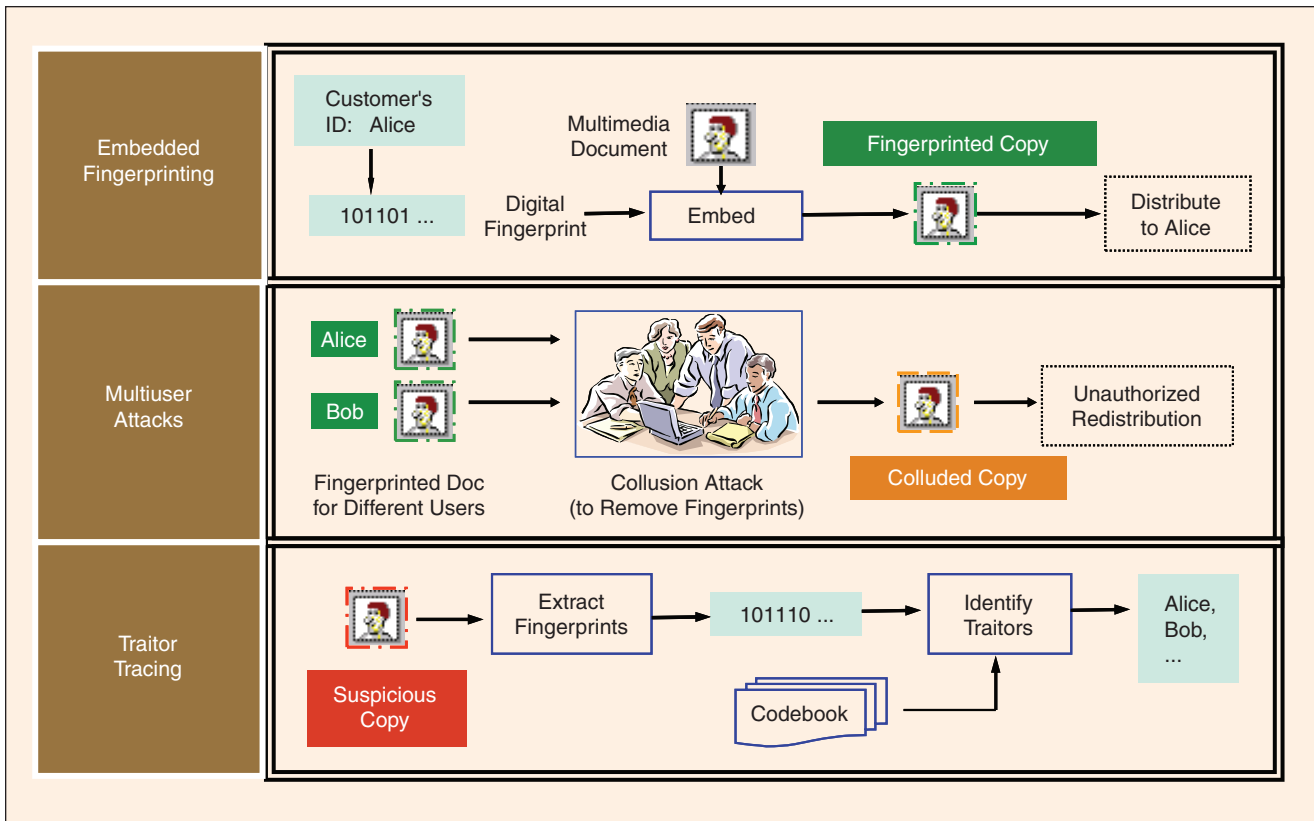 Embedded
Fingerprinting
Customer's
ID: Alice
101101 ...
Multimedia
Document
Digital
Fingerprint
Embed
Fingerprinted Copy
Distribute
to Alice
Multiuser
Attacks
Alice
Bob
Fingerprinted Doc
for Different Users
Collusion Attack
(to Remove Fingerprints)
Colluded Copy
Unauthorized
Redistribution
Traitor
Tracing
Suspicious
Copy
Extract
Fingerprints
101110 ...
Codebook
Identify
Traitors
Alice,
Bob,
...